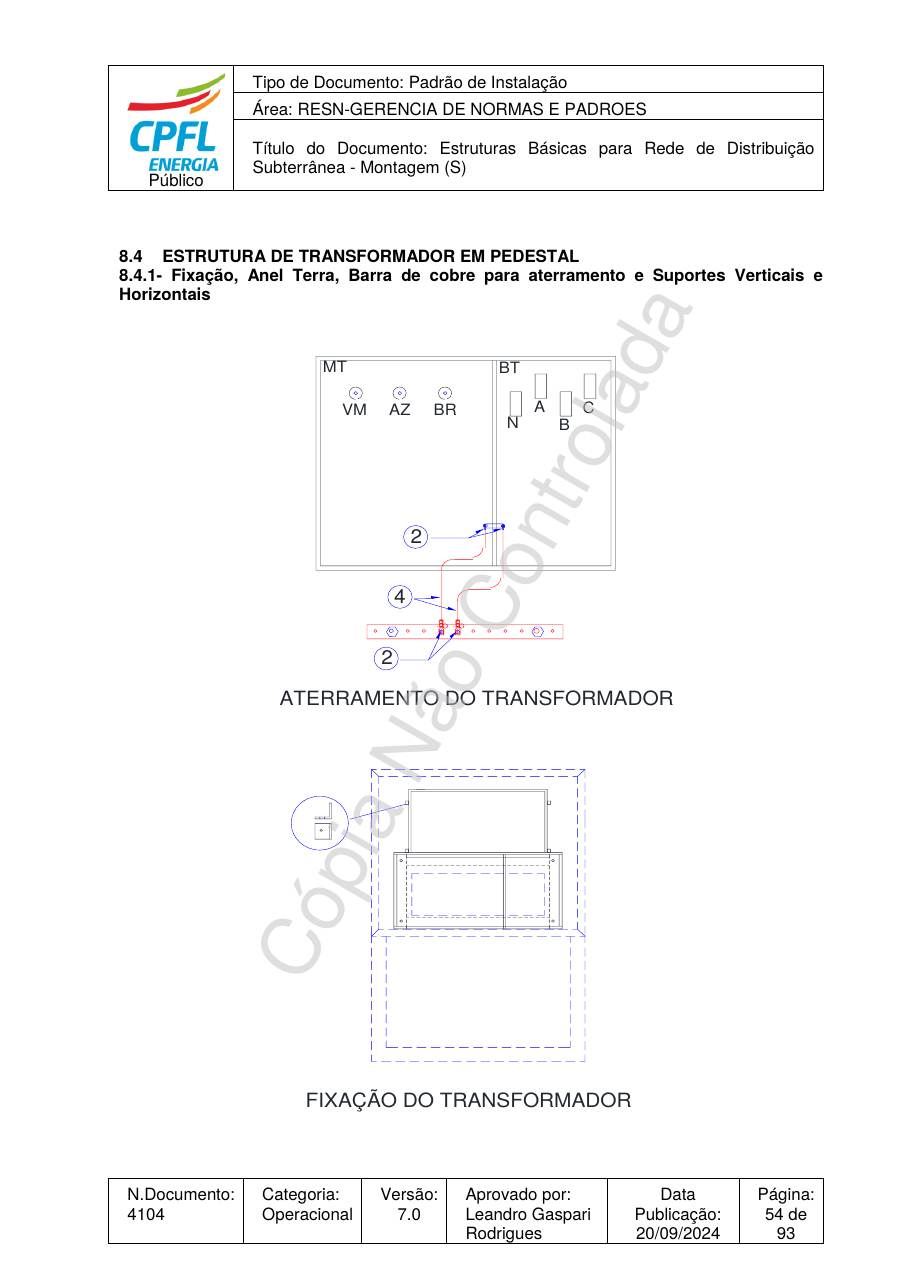 CPFL
ENERGIA
Público
Tipo de Documento: Padrão de Instalação
Área: RESN-GERENCIA DE NORMAS E PADROES
Título do Documento: Estruturas Básicas para Rede de Distribuição
Subterrânea - Montagem (S)
8.4 ESTRUTURA DE TRANSFORMADOR EM PEDESTAL
8.4.1- Fixação, Anel Terra, Barra de cobre para aterramento e Suportes Verticais e
Horizontais
MT
BT
VM AZ BR
N A B C
2
4
2
ATERRAMENTO DO TRANSFORMADOR
FIXAÇÃO DO TRANSFORMADOR
Cópia Não Controlada
N.Documento: Categoria: Versão: Aprovado por: Data Página:
4104 Operacional 7.0 Leandro Gaspari Publicação: 54 de
Rodrigues 20/09/2024 93